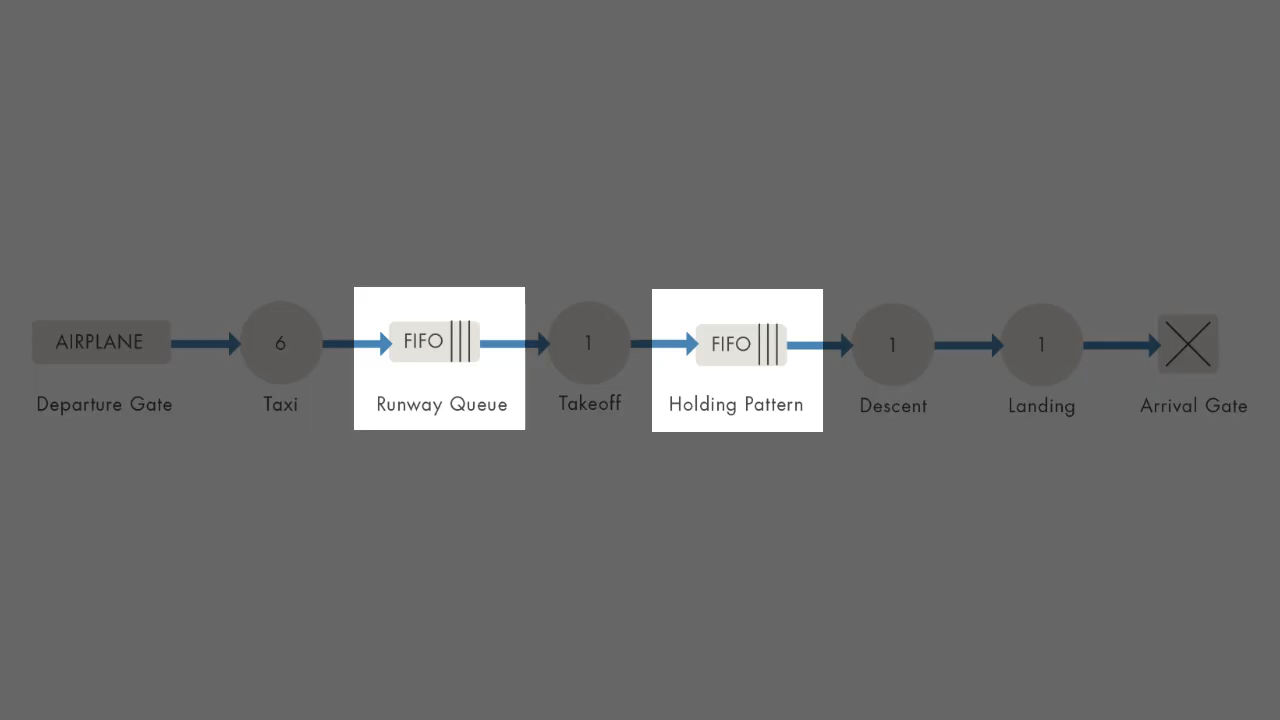 AIRPLANE
Departure Gate
6
Taxi
FIFO
Runway Queue
1
Takeoff
FIFO
Holding Pattern
1
Descent
1
Landing
Arrival Gate